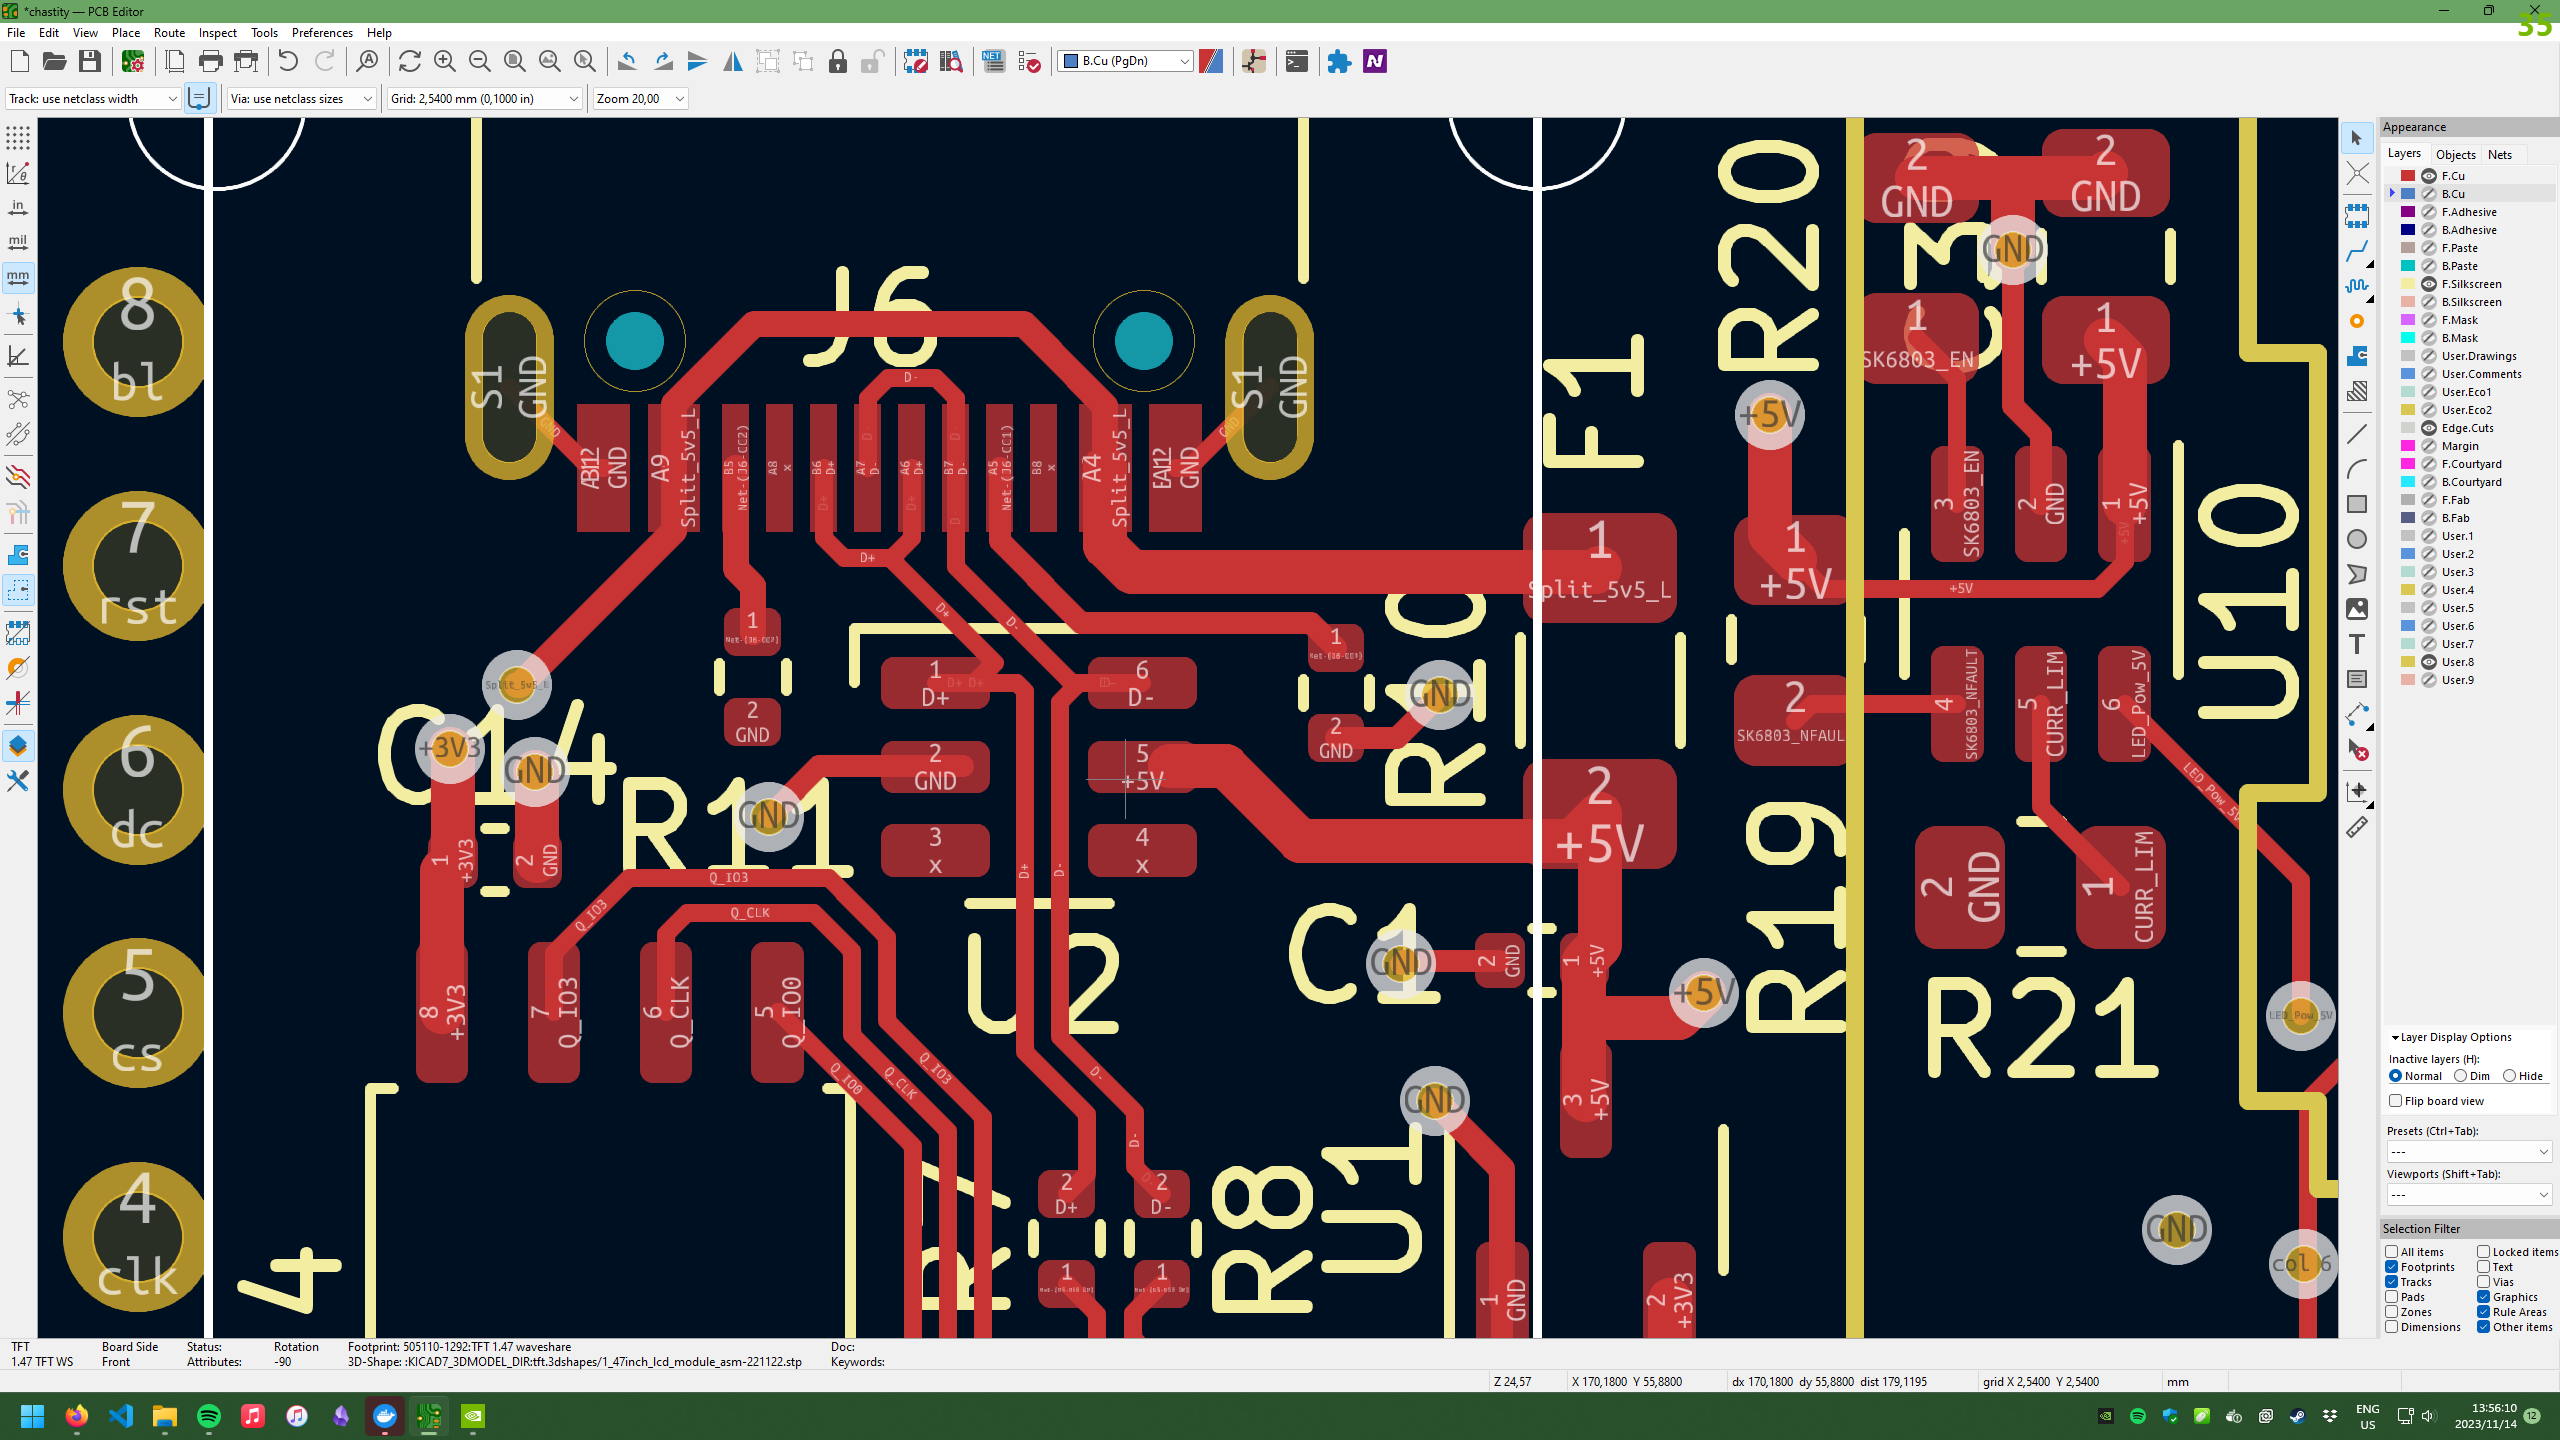 *chastity — PCB Editor
35
File Edit View Place Route Inspect Tools Preferences Help
B.Cu (PgDn)
Track: use netclass width
Via: use netclass sizes
Grid: 2,5400 mm (0,1000 in)
Zoom 20,00
in
mil
mm
8
bl
7
rst
6
dc
5
cs
4
clk
J6
S1
GND
S1
GND
GND
GND
GND
A9
Split_5v5_L
B5
Net-(J6-CC2)
A8
x
B6
D+
A7
D-
A6
D+
B7
D-
A5
Net-(J6-CC1)
B8
x
A4
Split_5v5_L
GND
D-
D+
D+
D-
1
Net-(J6-CC2)
2
GND
1
D+
2
GND
3
x
6
D-
5
+5V
4
x
D+
D-
1
Net-(J6-CC1)
2
GND
GND
R10
Split_5v5_L
C14
+3V3
GND
1
+3V3
2
GND
R11
GND
Q_IO3
Q_IO3
Q_CLK
8
+3V3
7
Q_IO3
6
Q_CLK
5
Q_IO0
Q_IO0
Q_CLK
Q_IO3
U2
D-
D-
4
R7
2
D+
2
D-
1
1
R8
U1
GND
1
GND
2
+3V3
F1
1
Split_5v5_L
2
+5V
C1
GND
2
GND
1
+5V
+5V
3
+5V
R20
+5V
1
+5V
2
R19
2
GND
2
GND
GND
1
SK6803_EN
1
+5V
3
SK6803_EN
2
GND
1
+5V
+5V
4
SK6803_NFAULT
5
CURR_LIM
6
LED_Pow_5V
LED_Pow_5V
U10
2
GND
1
CURR_LIM
R21
LED_Pow_5V
GND
col 6
Appearance
Layers Objects Nets
F.Cu
B.Cu
F.Adhesive
B.Adhesive
F.Paste
B.Paste
F.Silkscreen
B.Silkscreen
F.Mask
B.Mask
User.Drawings
User.Comments
User.Eco1
User.Eco2
Edge.Cuts
Margin
F.Courtyard
B.Courtyard
F.Fab
B.Fab
User.1
User.2
User.3
User.4
User.5
User.6
User.7
User.8
User.9
Layer Display Options
Inactive layers (H):
Normal Dim Hide
Flip board view
Presets (Ctrl+Tab):
---
Viewports (Shift+Tab):
---
Selection Filter
All items Locked items
Footprints Text
Tracks Vias
Pads Graphics
Zones Rule Areas
Dimensions Other items
TFT Board Side Status: Rotation Footprint: 505110-1292:TFT 1.47 waveshare Doc:
1.47 TFT WS Front Attributes: -90 3D-Shape: :KICAD7_3DMODEL_DIR:tft.3dshapes/1_47inch_lcd_module_asm-221122.stp Keywords:
Z 24,57 X 170,1800 Y 55,8800 dx 170,1800 dy 55,8800 dist 179,1195 grid X 2,5400 Y 2,5400 mm
ENG
US
13:56:10
2023/11/14
12